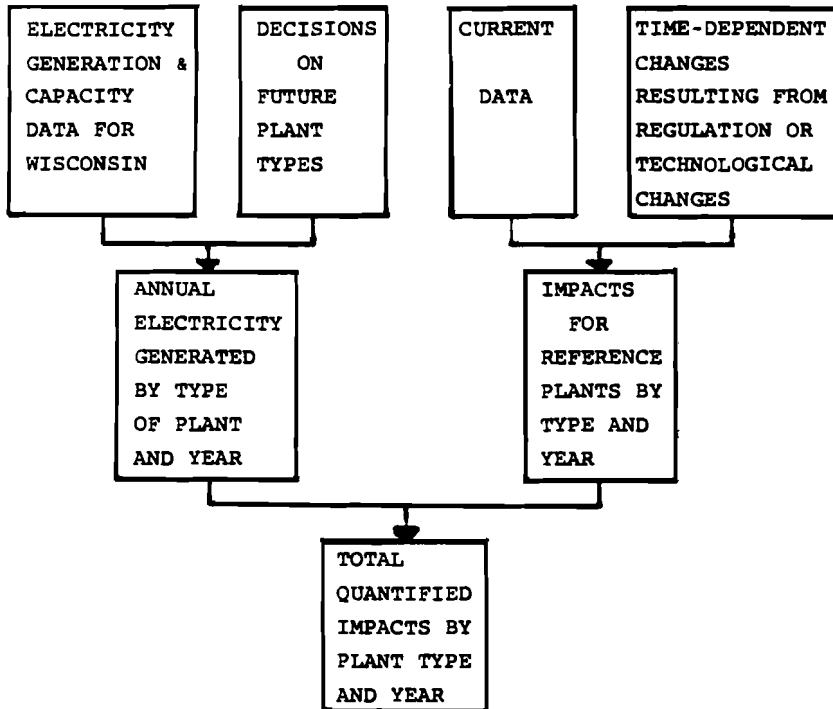 ELECTRICITY
GENERATION &
CAPACITY
DATA FOR
WISCONSIN
DECISIONS
ON
FUTURE
PLANT
TYPES
CURRENT
DATA
TIME-DEPENDENT
CHANGES
RESULTING FROM
REGULATION OR
TECHNOLOGICAL
CHANGES
ANNUAL
ELECTRICITY
GENERATED
BY TYPE
OF PLANT
AND YEAR
IMPACTS
FOR
REFERENCE
PLANTS BY
TYPE AND
YEAR
TOTAL
QUANTIFIED
IMPACTS BY
PLANT TYPE
AND YEAR